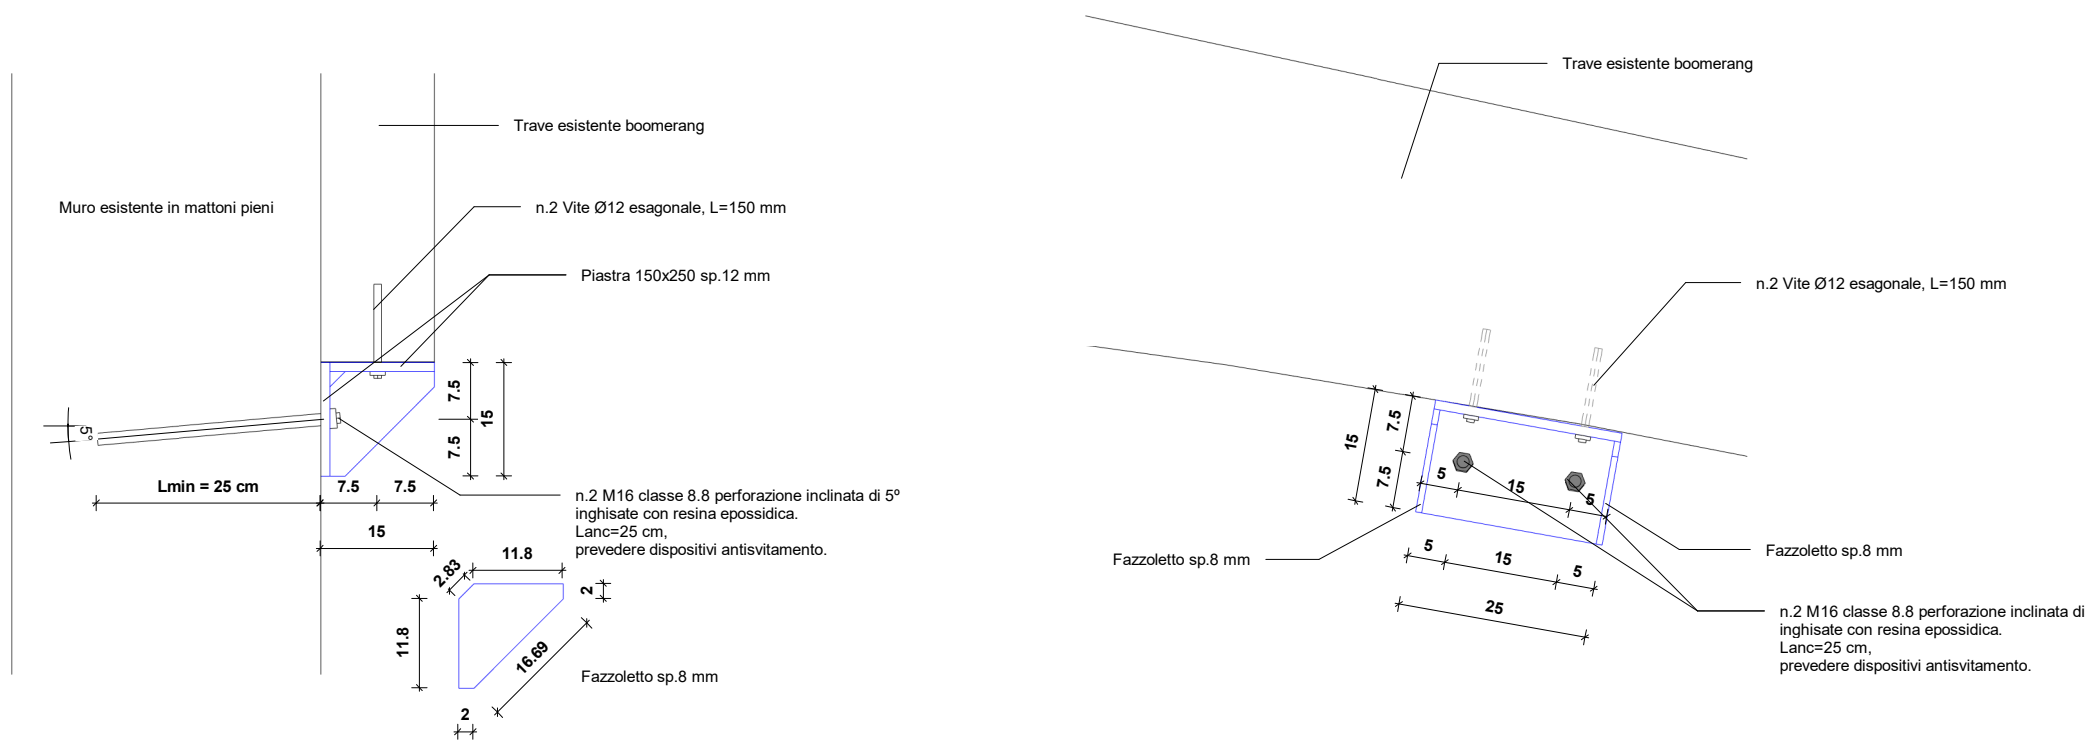 Trave esistente boomerang
Muro esistente in mattoni pieni
n.2 Vite Ø12 esagonale, L=150 mm
Piastra 150x250 sp.12 mm
7.5
15
7.5
5°
Lmin = 25 cm
7.5
7.5
15
n.2 M16 classe 8.8 perforazione inclinata di 5º
inghisate con resina epossidica.
Lanc=25 cm,
prevedere dispositivi antisvitamento.
2.83
11.8
2
11.8
16.69
2
Fazzoletto sp.8 mm
Trave esistente boomerang
n.2 Vite Ø12 esagonale, L=150 mm
15
7.5
7.5
5
15
5
Fazzoletto sp.8 mm
Fazzoletto sp.8 mm
5
15
5
25
n.2 M16 classe 8.8 perforazione inclinata di
inghisate con resina epossidica.
Lanc=25 cm,
prevedere dispositivi antisvitamento.